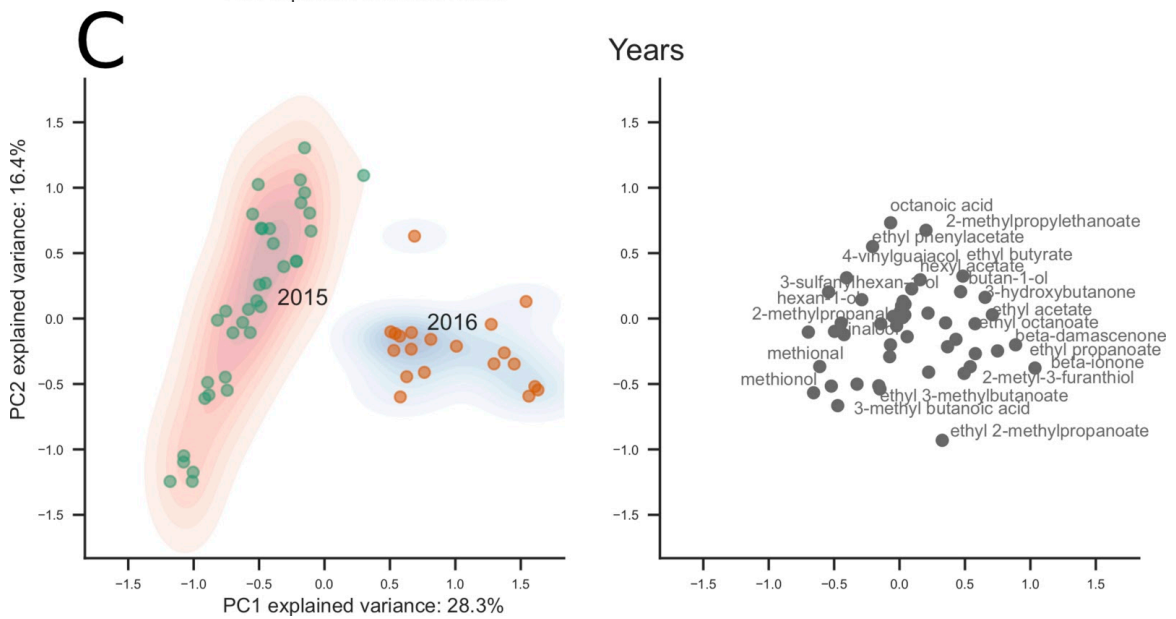 C
Years
1.5
1.0
0.5
0.0
−0.5
−1.0
−1.5
PC2 explained variance: 16.4%
2015
2016
−1.5
−1.0
−0.5
0.0
0.5
1.0
1.5
PC1 explained variance: 28.3%
1.5
1.0
0.5
0.0
−0.5
−1.0
−1.5
octanoic acid
2-methylpropylethanoate
ethyl phenylacetate
4-vinylguaiacol
ethyl butyrate
hexyl acetate
butan-1-ol
3-hydroxybutanone
hexan-1-ol
ethyl acetate
2-methylpropanal
linalool
ethyl octanoate
beta-damascenone
methional
ethyl propanoate
beta-ionone
methionol
2-metyl-3-furanthiol
ethyl 3-methylbutanoate
3-methyl butanoic acid
ethyl 2-methylpropanoate
−1.5
−1.0
−0.5
0.0
0.5
1.0
1.5